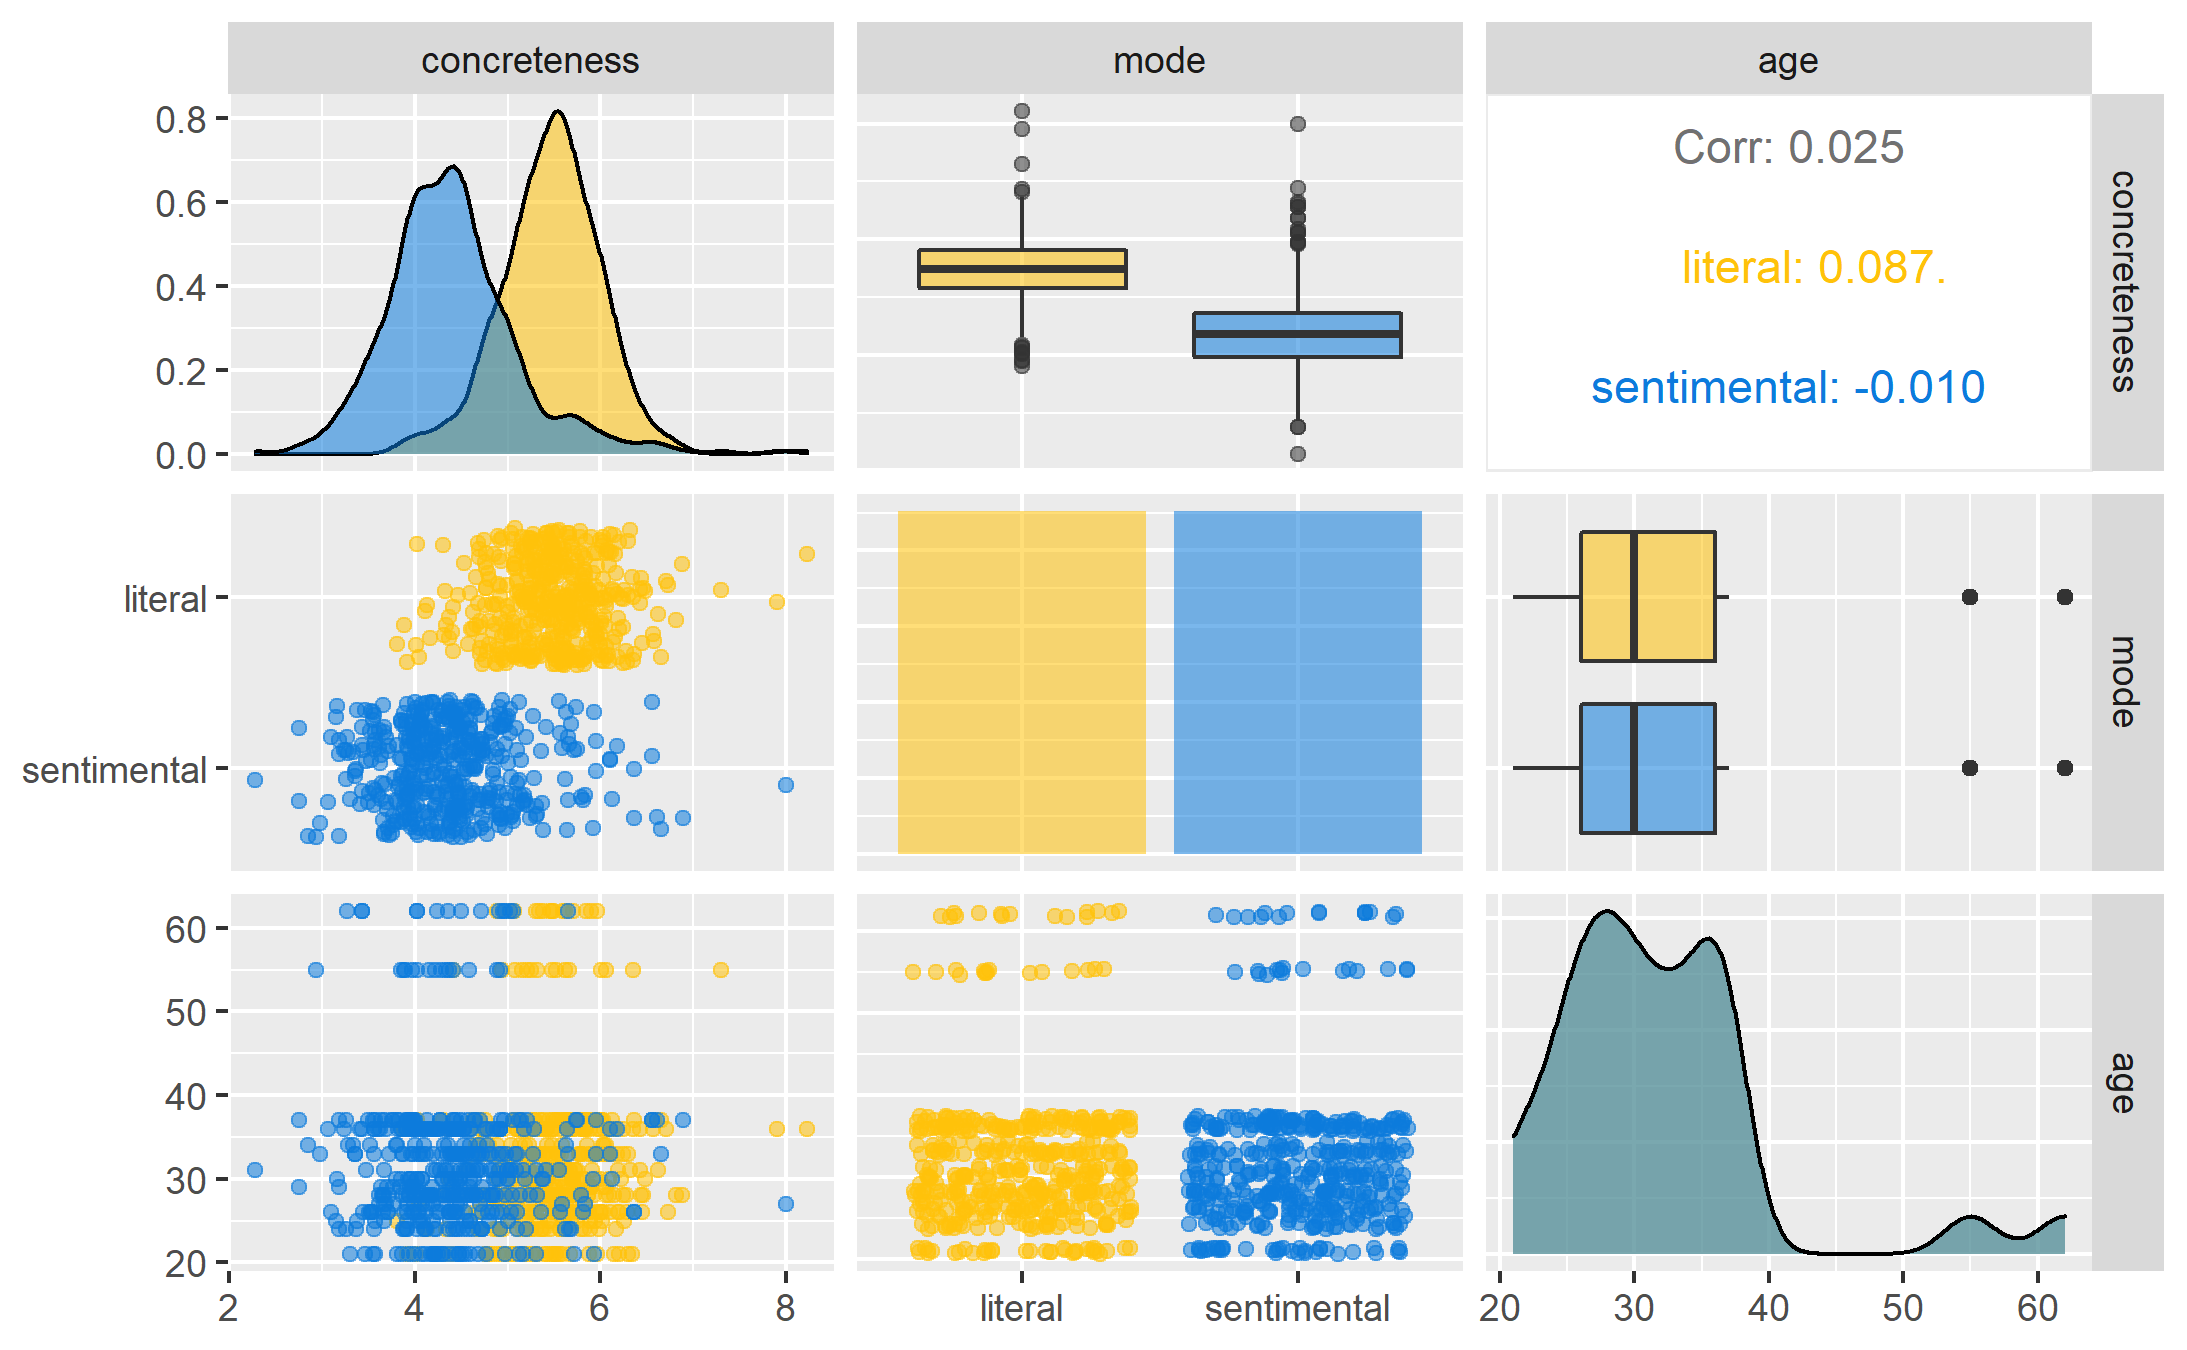 concreteness
mode
age
0.8
0.6
0.4
0.2
0.0
Corr: 0.025
literal: 0.087.
sentimental: -0.010
concreteness
literal
sentimental
mode
60
50
40
30
20
age
2
4
6
8
literal
sentimental
20
30
40
50
60